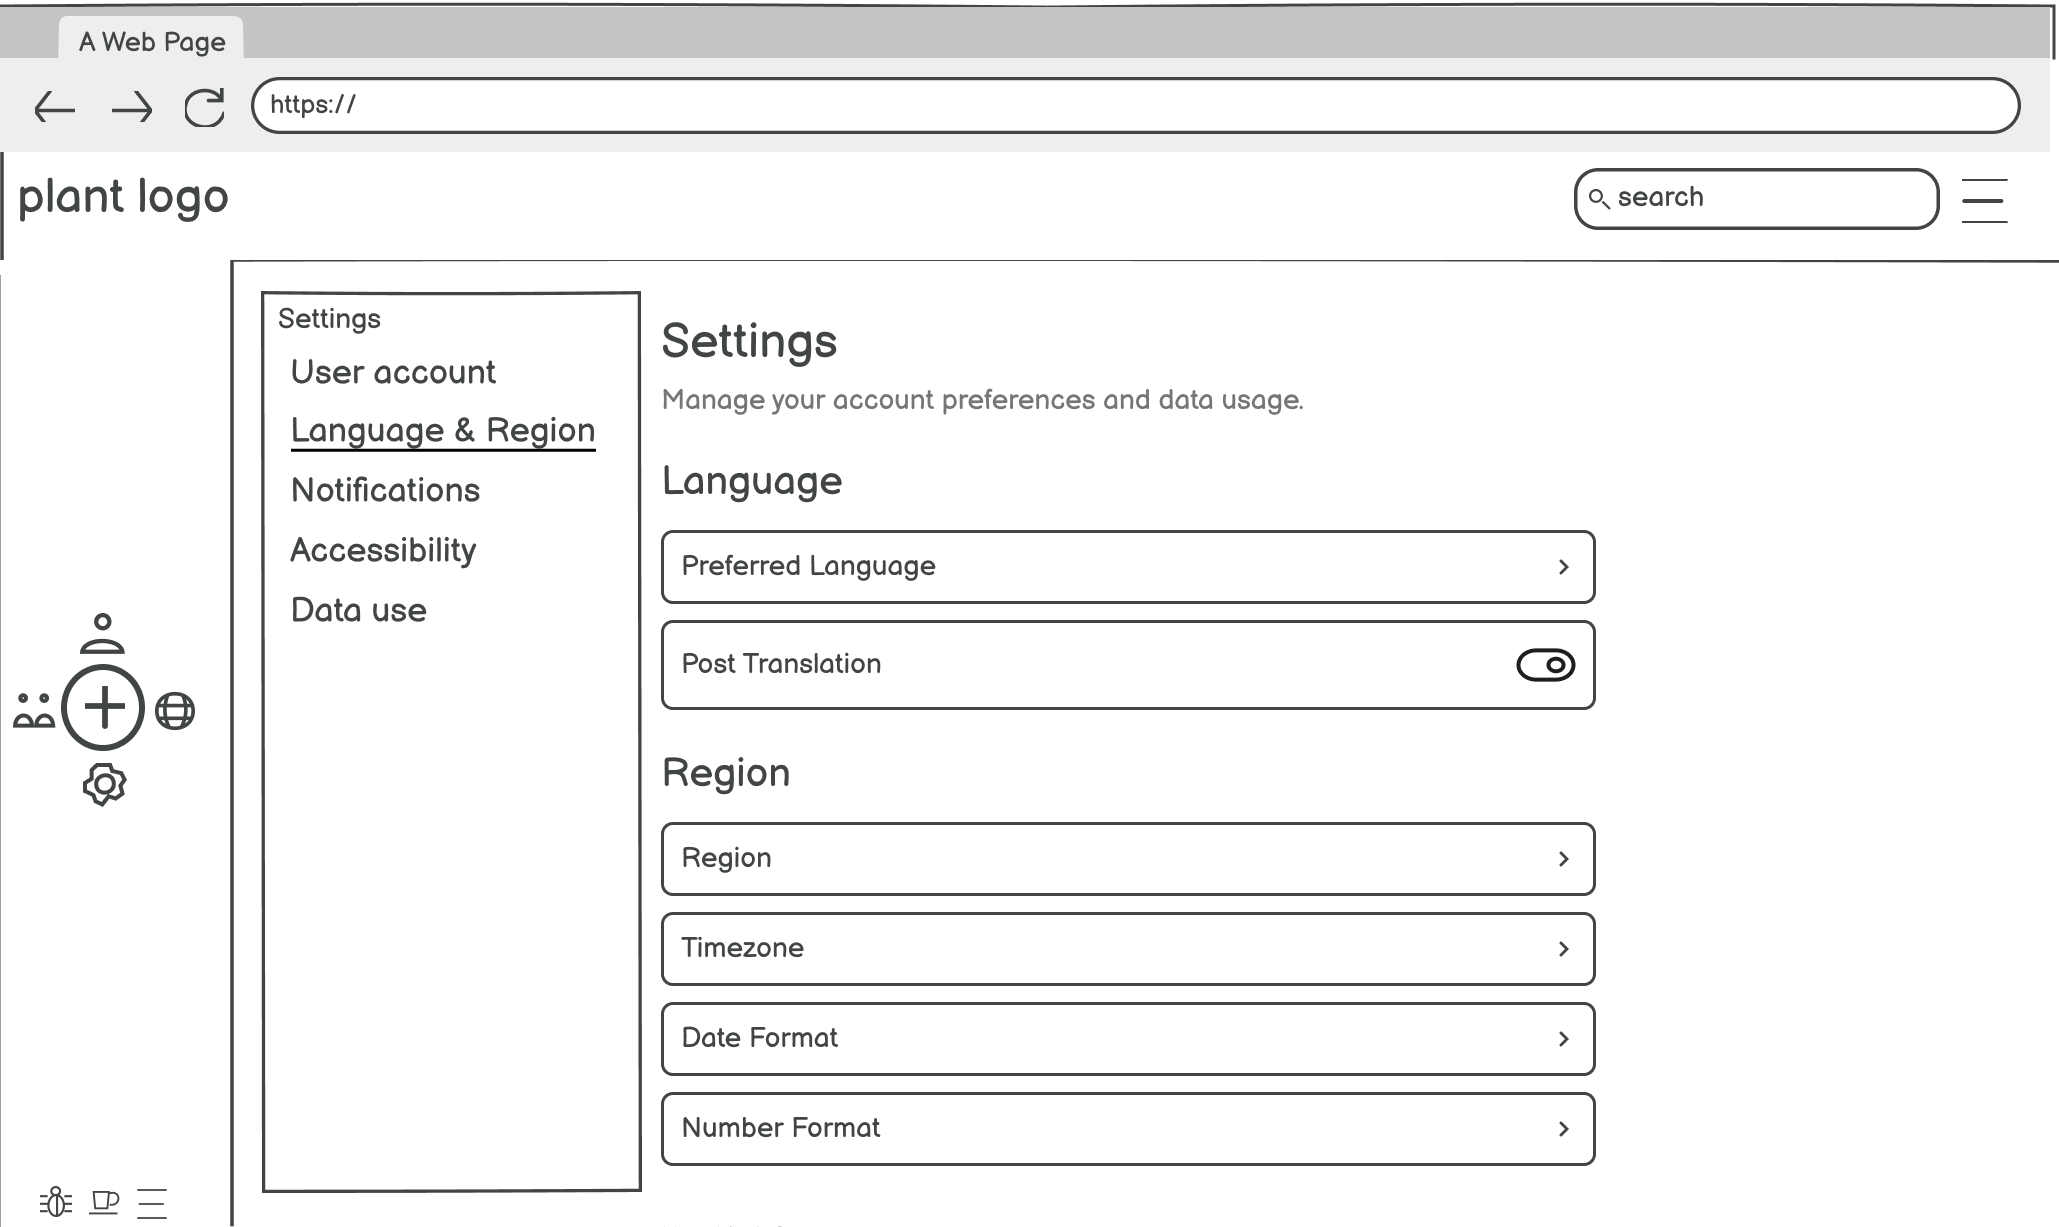 A Web Page
https://
plant logo
search
Settings
User account
Language & Region
Notifications
Accessibility
Data use
Settings
Manage your account preferences and data usage.
Language
Preferred Language
Post Translation
Region
Region
Timezone
Date Format
Number Format